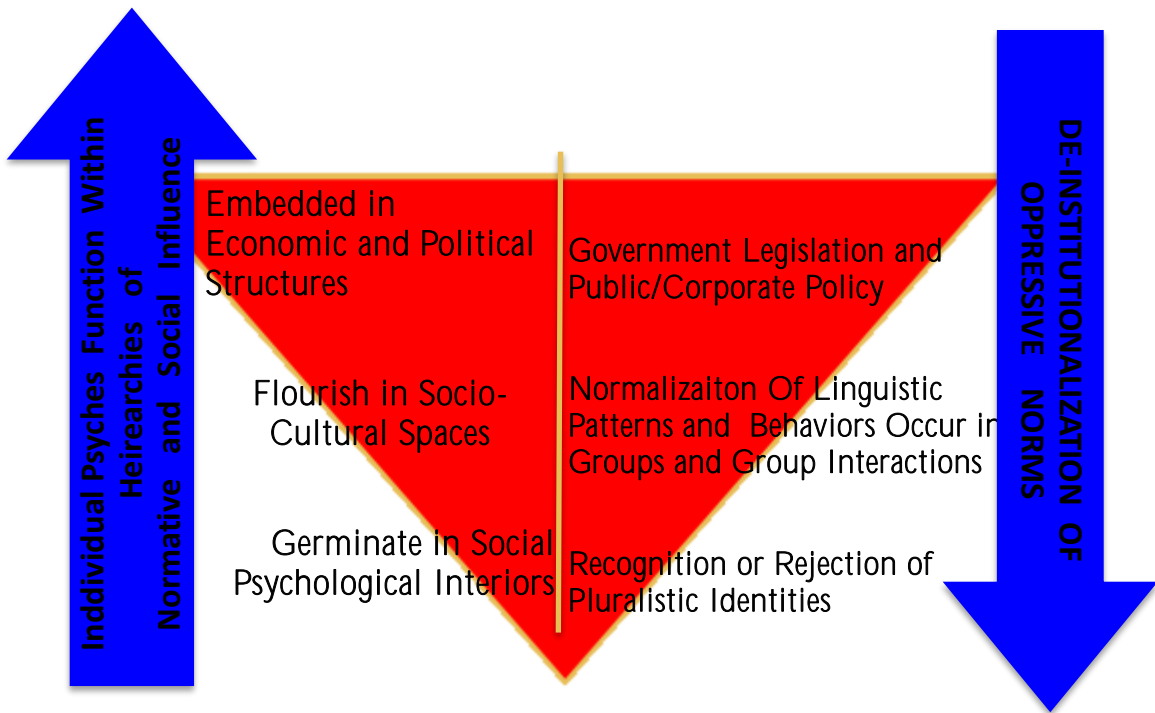 Inddividual Psyches Function Within
Heirearchies of
Normative and Social Influence
Embedded in
Economic and Political
Structures
Flourish in Socio-
Cultural Spaces
Germinate in Social
Psychological Interiors
Government Legislation and
Public/Corporate Policy
Normalizaiton Of Linguistic
Patterns and Behaviors Occur in
Groups and Group Interactions
Recognition or Rejection of
Pluralistic Identities
DE-INSTITUTIONALIZATION OF
OPPRESSIVE NORMS